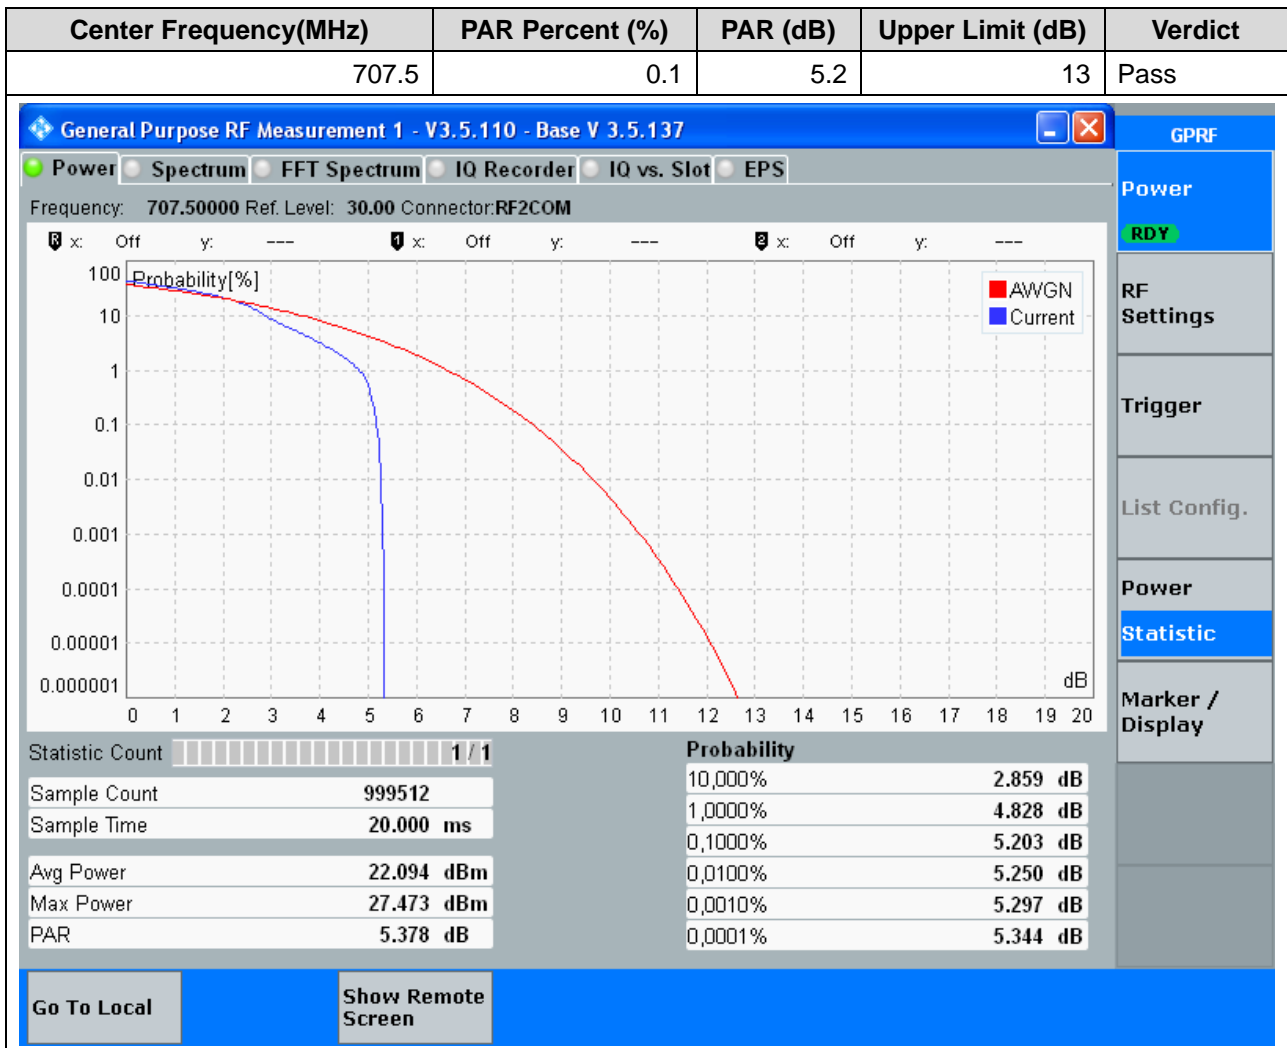 Center Frequency(MHz) PAR Percent (%) PAR (dB) Upper Limit (dB) Verdict
707.5 0.1 5.2 13 Pass
General Purpose RF Measurement 1 - V3.5.110 - Base V 3.5.137
GPRF
Power Spectrum FFT Spectrum IQ Recorder IQ vs. Slot EPS
Power
RDY
Frequency: 707.50000 Ref. Level: 30.00 Connector:RF2COM
R x: Off y: --- 1 x: Off y: --- 2 x: Off y: ---
Probability[%]
AWGN
Current
100
10
1
0.1
0.01
0.001
0.0001
0.00001
0.000001
dB
0 1 2 3 4 5 6 7 8 9 10 11 12 13 14 15 16 17 18 19 20
RF
Settings
Trigger
List Config.
Power
Statistic
Marker /
Display
Statistic Count 1 / 1
Sample Count 999512
Sample Time 20.000 ms
Avg Power 22.094 dBm
Max Power 27.473 dBm
PAR 5.378 dB
Probability
10,000% 2.859 dB
1,0000% 4.828 dB
0,1000% 5.203 dB
0,0100% 5.250 dB
0,0010% 5.297 dB
0,0001% 5.344 dB
Go To Local
Show Remote
Screen